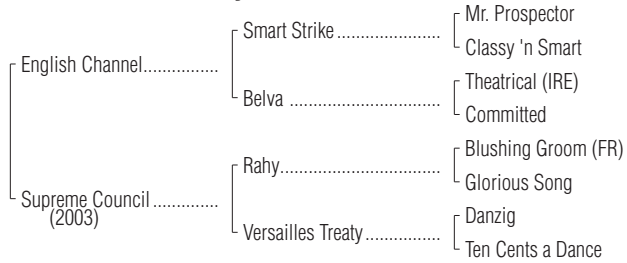 Mr. Prospector
Smart Strike ....................
Classy 'n Smart
English Channel...............
Theatrical (IRE)
Belva .............................
Committed
Blushing Groom (FR)
Rahy...............................
Glorious Song
Supreme Council .............
(2003)
Danzig
Versailles Treaty..............
Ten Cents a Dance